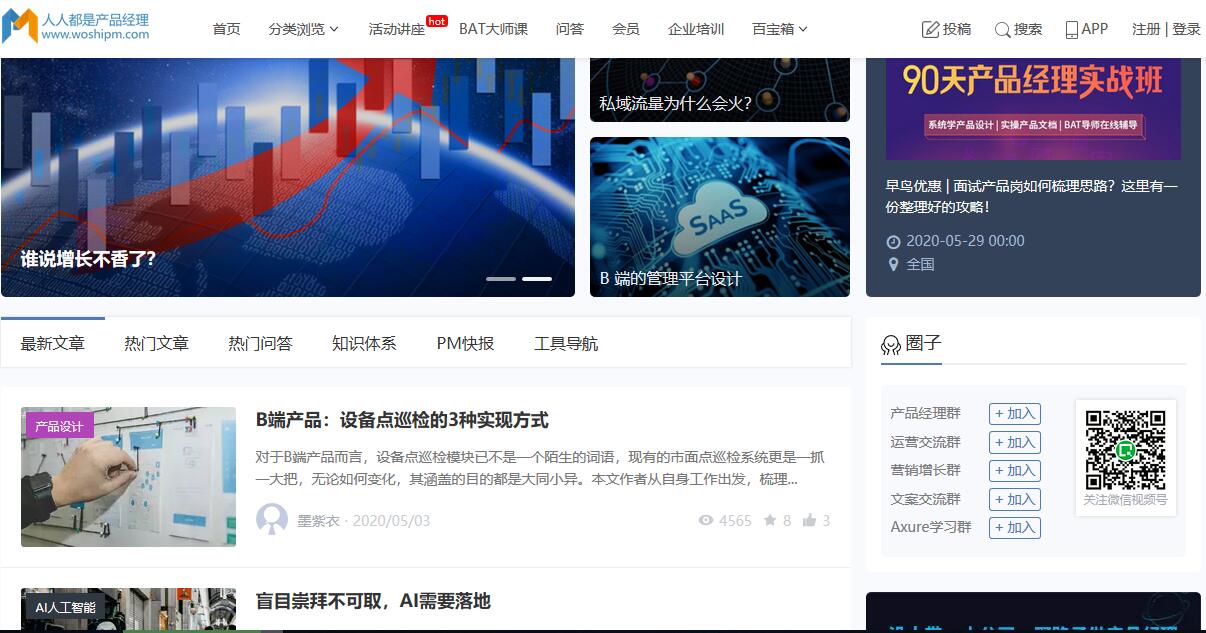 人人都是产品经理
www.woshipm.com
首页
分类浏览
活动讲座
hot
BAT大师课
问答
会员
企业培训
百宝箱
投稿
搜索
APP
注册 | 登录
谁说增长不香了?
私域流量为什么会火?
SAAS
B 端的管理平台设计
90天产品经理实战班
系统学产品设计 | 实操产品文档 | BAT导师在线辅导
早鸟优惠 | 面试产品岗如何梳理思路？这里有一
份整理好的攻略！
2020-05-29 00:00
全国
最新文章
热门文章
热门问答
知识体系
PM快报
工具导航
产品设计
B端产品：设备点巡检的3种实现方式
对于B端产品而言，设备点巡检模块已不是一个陌生的词语，现有的市面点巡检系统更是一抓
一大把，无论如何变化，其涵盖的目的都是大同小异。本文作者从自身工作出发，梳理...
墨紫衣 · 2020/05/03
4565
8
3
AI人工智能
盲目崇拜不可取，AI需要落地
圈子
产品经理群
+ 加入
运营交流群
+ 加入
营销增长群
+ 加入
文案交流群
+ 加入
Axure学习群
+ 加入
关注微信视频号